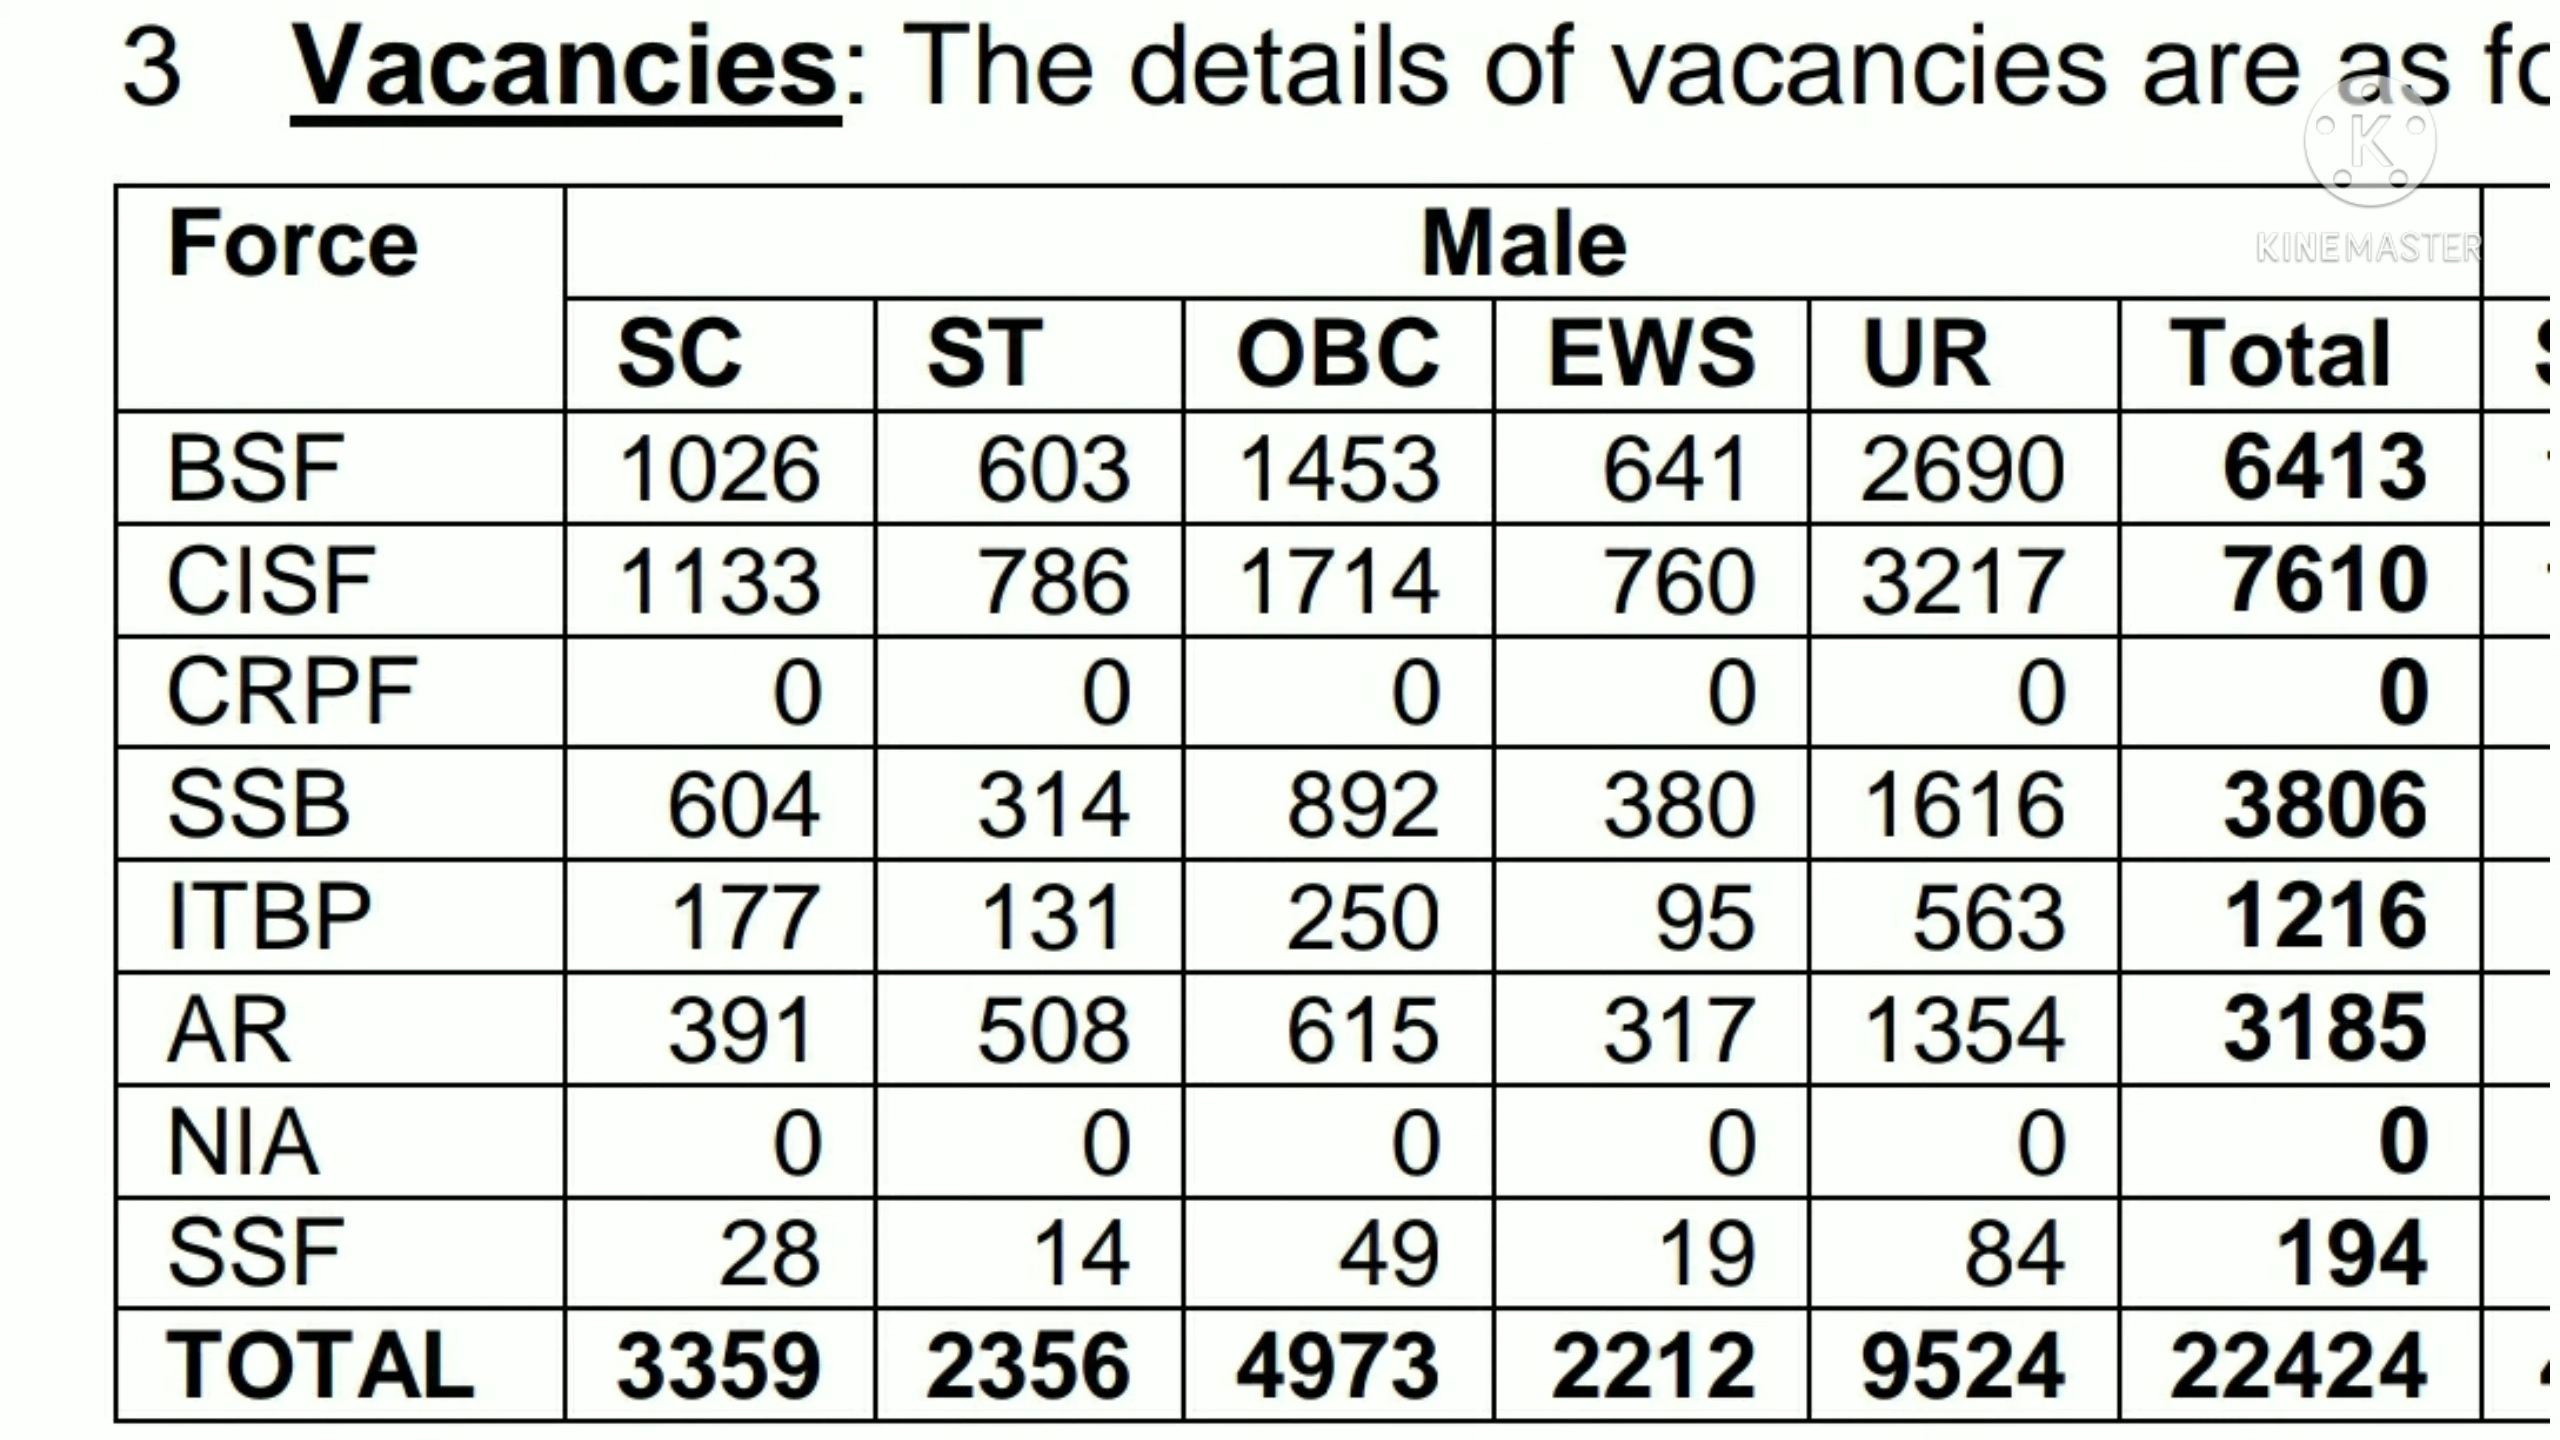 3 Vacancies: The details of vacancies are as fo
Force Male
SC ST OBC EWS UR Total
BSF 1026 603 1453 641 2690 6413
CISF 1133 786 1714 760 3217 7610
CRPF 0 0 0 0 0 0
SSB 604 314 892 380 1616 3806
ITBP 177 131 250 95 563 1216
AR 391 508 615 317 1354 3185
NIA 0 0 0 0 0 0
SSF 28 14 49 19 84 194
TOTAL 3359 2356 4973 2212 9524 22424
K
KINEMASTER